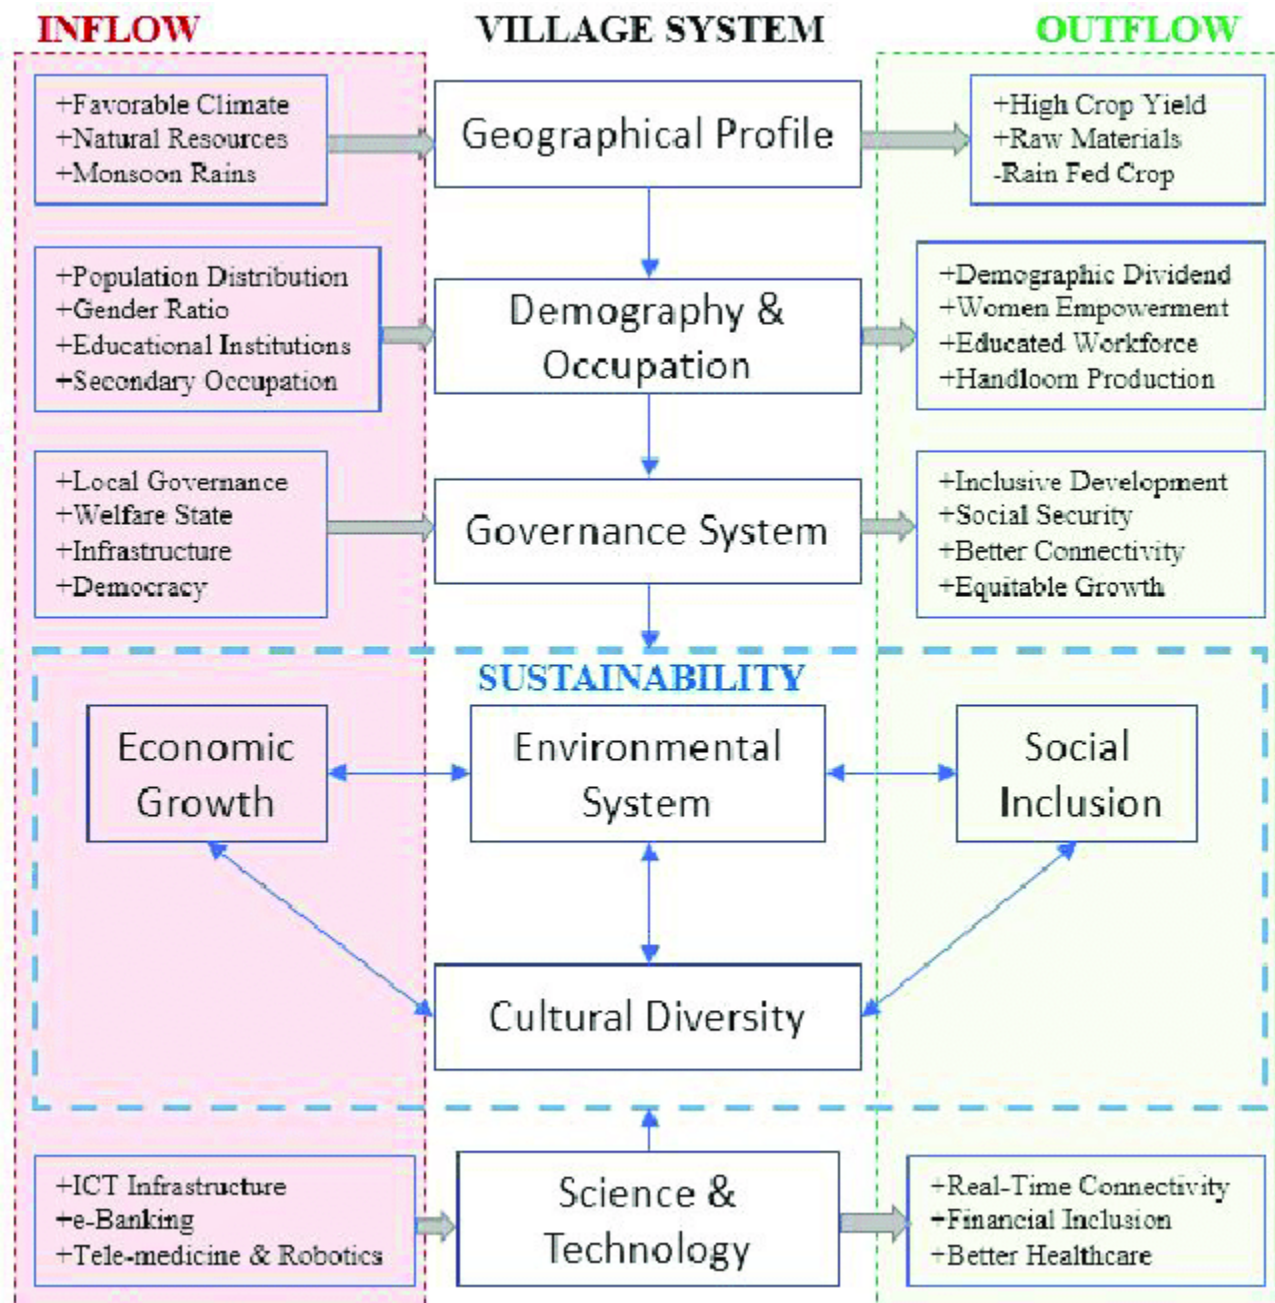 INFLOW
VILLAGE SYSTEM
OUTFLOW
+Favorable Climate
+Natural Resources
+Monsoon Rains
Geographical Profile
+High Crop Yield
+Raw Materials
-Rain Fed Crop
+Population Distribution
+Gender Ratio
+Educational Institutions
+Secondary Occupation
Demography &
Occupation
+Demographic Dividend
+Women Empowerment
+Educated Workforce
+Handloom Production
+Local Governance
+Welfare State
+Infrastructure
+Democracy
Governance System
+Inclusive Development
+Social Security
+Better Connectivity
+Equitable Growth
SUSTAINABILITY
Economic
Growth
Environmental
System
Social
Inclusion
Cultural Diversity
+ICT Infrastructure
+e-Banking
+Tele-medicine & Robotics
Science &
Technology
+Real-Time Connectivity
+Financial Inclusion
+Better Healthcare